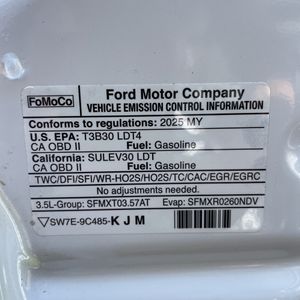 FoMoCo
Ford Motor Company
VEHICLE EMISSION CONTROL INFORMATION
Conforms to regulations: 2025 MY
U.S. EPA: T3B30 LDT4
CA OBD II Fuel: Gasoline
California: SULEV30 LDT
CA OBD II Fuel: Gasoline
TWC/DFI/SFI/WR-HO2S/HO2S/TC/CAC/EGR/EGRC
No adjustments needed.
3.5L-Group: SFMXT03.57AT Evap: SFMXR0260NDV
SW7E-9C485-K J M